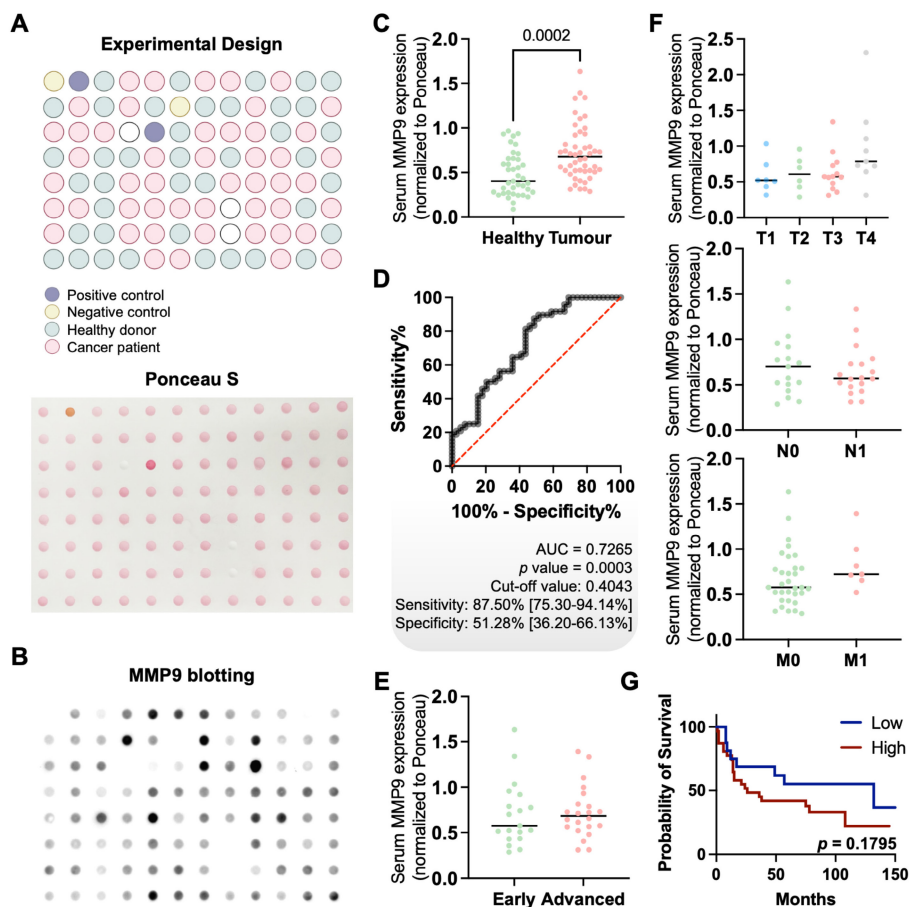 A
Experimental Design
Positive control
Negative control
Healthy donor
Cancer patient
Ponceau S
B
MMP9 blotting
C
0.0002
Serum MMP9 expression
(normalized to Ponceau)
2.0
1.5
1.0
0.5
0.0
Healthy Tumour
D
Sensitivity%
100
80
60
40
20
0
0 20 40 60 80 100
100% - Specificity%
AUC = 0.7265
p value = 0.0003
Cut-off value: 0.4043
Sensitivity: 87.50% [75.30-94.14%]
Specificity: 51.28% [36.20-66.13%]
E
Serum MMP9 expression
(normalized to Ponceau)
2.0
1.5
1.0
0.5
0.0
Early Advanced
F
Serum MMP9 expression
(normalized to Ponceau)
2.5
2.0
1.5
1.0
0.5
0.0
T1 T2 T3 T4
Serum MMP9 expression
(normalized to Ponceau)
2.0
1.5
1.0
0.5
0.0
N0 N1
Serum MMP9 expression
(normalized to Ponceau)
2.0
1.5
1.0
0.5
0.0
M0 M1
G
Probability of Survival
100
50
0
Low
High
p = 0.1795
0 50 100 150
Months